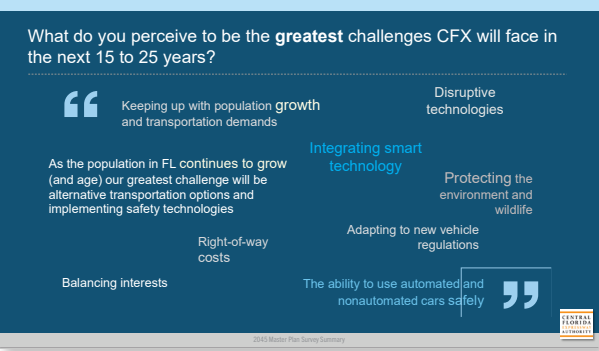 What do you perceive to be the greatest challenges CFX will face in
the next 15 to 25 years?
“
Keeping up with population growth
and transportation demands
Disruptive
technologies
Integrating smart
technology
As the population in FL continues to grow
(and age) our greatest challenge will be
alternative transportation options and
implementing safety technologies
Protecting the
environment and
wildlife
Adapting to new vehicle
regulations
Right-of-way
costs
Balancing interests
The ability to use automated and
nonautomated cars safely
”
CENTRAL
FLORIDA
EXPRESSWAY
AUTHORITY
2045 Master Plan Survey Summary